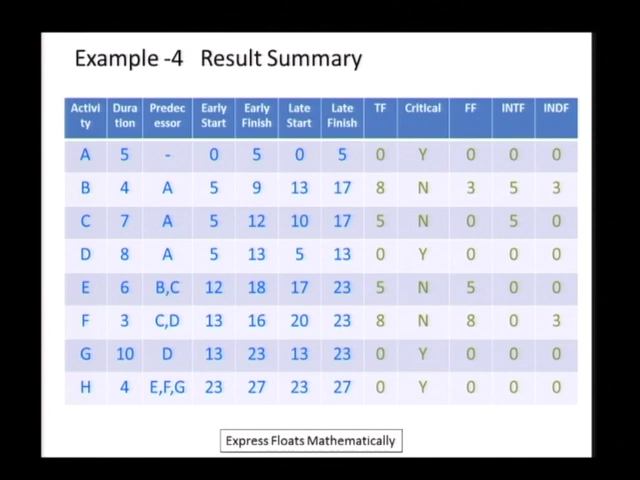 Example -4 Result Summary
Activi Dura Predec Early Early Late Late TF Critical FF INTF INDF
ty tion essor Start Finish Start Finish
A 5 - 0 5 0 5 0 Y 0 0 0
B 4 A 5 9 13 17 8 N 3 5 3
C 7 A 5 12 10 17 5 N 0 5 0
D 8 A 5 13 5 13 0 Y 0 0 0
E 6 B,C 12 18 17 23 5 N 5 0 0
F 3 C,D 13 16 20 23 8 N 8 0 3
G 10 D 13 23 13 23 0 Y 0 0 0
H 4 E,F,G 23 27 23 27 0 Y 0 0 0
Express Floats Mathematically